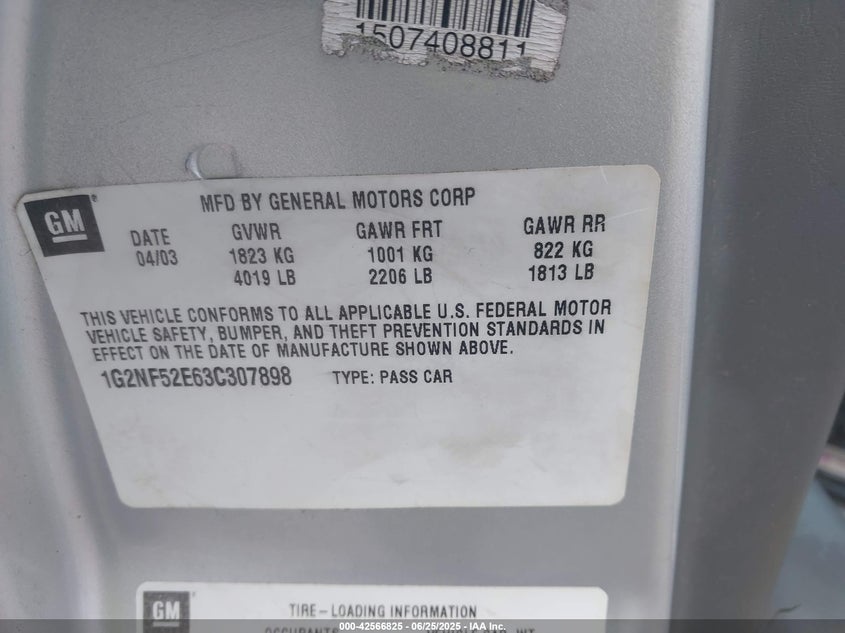 1507408811
GM
MFD BY GENERAL MOTORS CORP
DATE GVWR GAWR FRT GAWR RR
04/03 1823 KG 1001 KG 822 KG
4019 LB 2206 LB 1813 LB
THIS VEHICLE CONFORMS TO ALL APPLICABLE U.S. FEDERAL MOTOR
VEHICLE SAFETY, BUMPER, AND THEFT PREVENTION STANDARDS IN
EFFECT ON THE DATE OF MANUFACTURE SHOWN ABOVE.
1G2NF52E63C307898 TYPE: PASS CAR
GM
TIRE-LOADING INFORMATION
000-42566825 - 06/25/2025 - IAA, Inc.